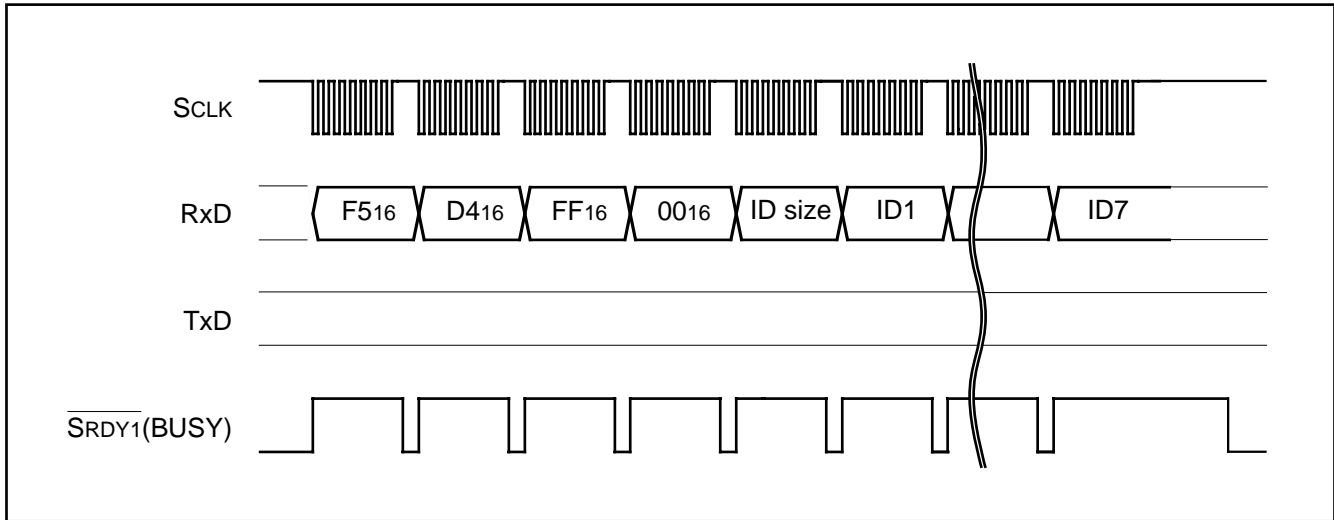 SCLK
RxD
F516
D416
FF16
0016
ID size
ID1
ID7
TxD
SRDY1(BUSY)